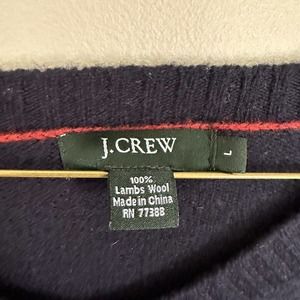 J.CREW
L
100%
Lambs Wool
Made in China
RN 77388